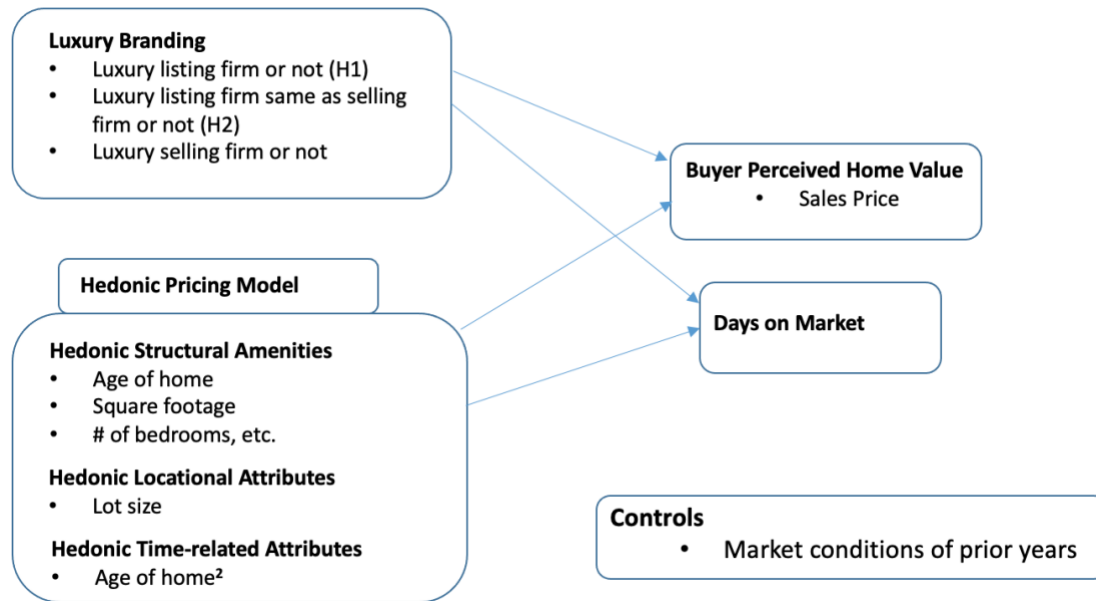 Luxury Branding
• Luxury listing firm or not (H1)
• Luxury listing firm same as selling
firm or not (H2)
• Luxury selling firm or not
Buyer Perceived Home Value
• Sales Price
Hedonic Pricing Model
Days on Market
Hedonic Structural Amenities
• Age of home
• Square footage
• # of bedrooms, etc.
Hedonic Locational Attributes
• Lot size
Hedonic Time-related Attributes
• Age of home²
Controls
• Market conditions of prior years